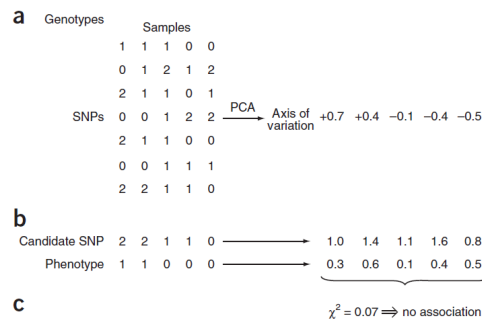 a Genotypes
Samples
1 1 1 0 0
0 1 2 1 2
2 1 1 0 1
SNPs 0 0 1 2 2 PCA Axis of variation +0.7 +0.4 −0.1 −0.4 −0.5
2 1 1 0 0
0 0 1 1 1
2 2 1 1 0
b
Candidate SNP 2 2 1 1 0 1.0 1.4 1.1 1.6 0.8
Phenotype 1 1 0 0 0 0.3 0.6 0.1 0.4 0.5
c
χ² = 0.07 ⇒ no association